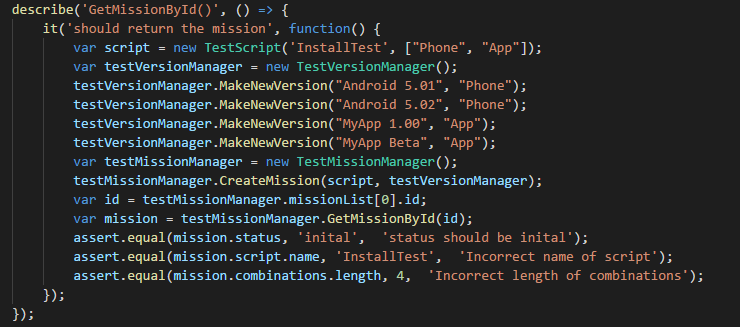 describe('GetMissionById()', () => {
it('should return the mission', function() {
var script = new TestScript('InstallTest', ["Phone", "App"]);
var testVersionManager = new TestVersionManager();
testVersionManager.MakeNewVersion("Android 5.01", "Phone");
testVersionManager.MakeNewVersion("Android 5.02", "Phone");
testVersionManager.MakeNewVersion("MyApp 1.00", "App");
testVersionManager.MakeNewVersion("MyApp Beta", "App");
var testMissionManager = new TestMissionManager();
testMissionManager.CreateMission(script, testVersionManager);
var id = testMissionManager.missionList[0].id;
var mission = testMissionManager.GetMissionById(id);
assert.equal(mission.status, 'inital',  'status should be inital');
assert.equal(mission.script.name, 'InstallTest',  'Incorrect name of script');
assert.equal(mission.combinations.length, 4,  'Incorrect length of combinations');
});
});